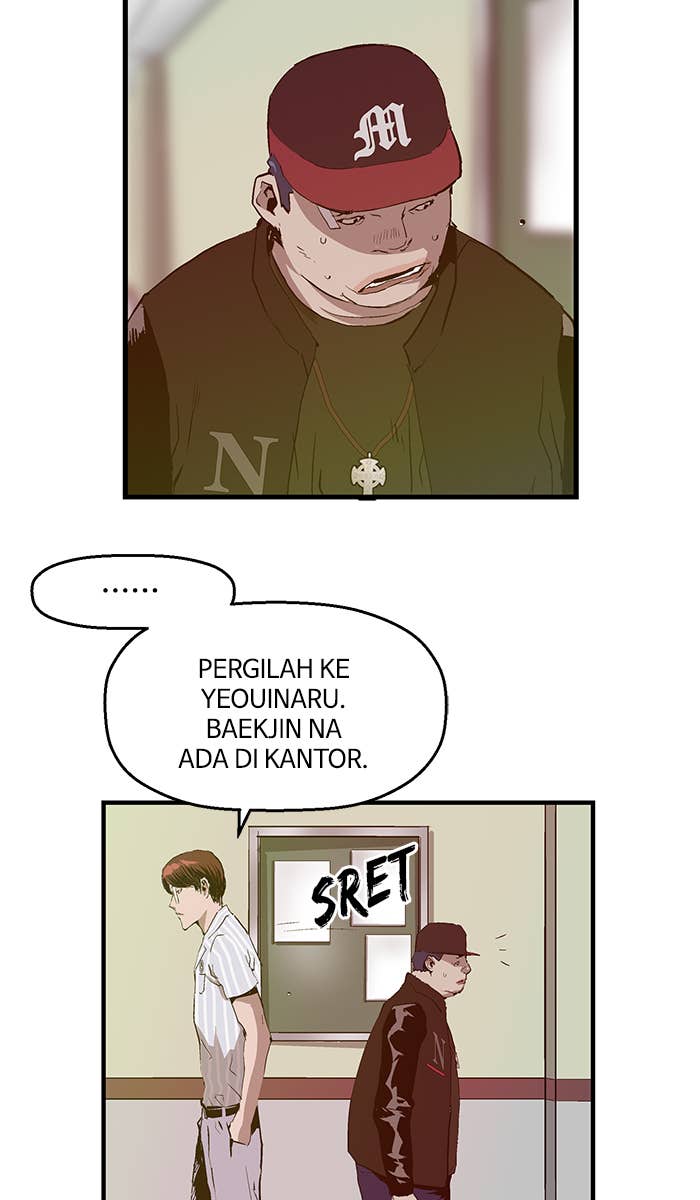 M
N
......
PERGILAH KE
YEOUINARU.
BAEKJIN NA
ADA DI KANTOR.
SRET
N